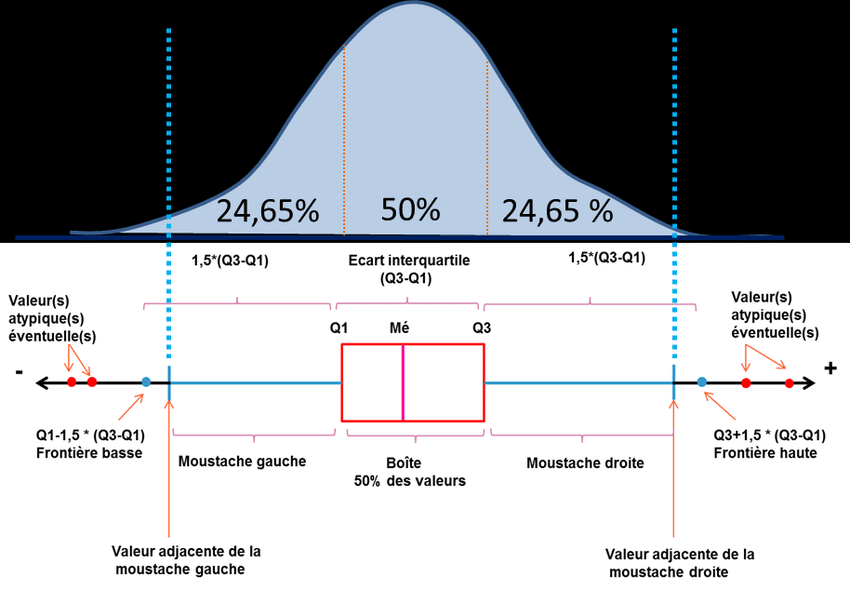 24,65%
50%
24,65 %
1,5*(Q3-Q1)
Ecart interquartile
(Q3-Q1)
1,5*(Q3-Q1)
Valeur(s)
atypique(s)
éventuelle(s)
Valeur(s)
atypique(s)
éventuelle(s)
Q1
Mé
Q3
-
+
Q1-1,5 * (Q3-Q1)
Frontière basse
Q3+1,5 * (Q3-Q1)
Frontière haute
Moustache gauche
Boîte
50% des valeurs
Moustache droite
Valeur adjacente de la
moustache gauche
Valeur adjacente de la
moustache droite